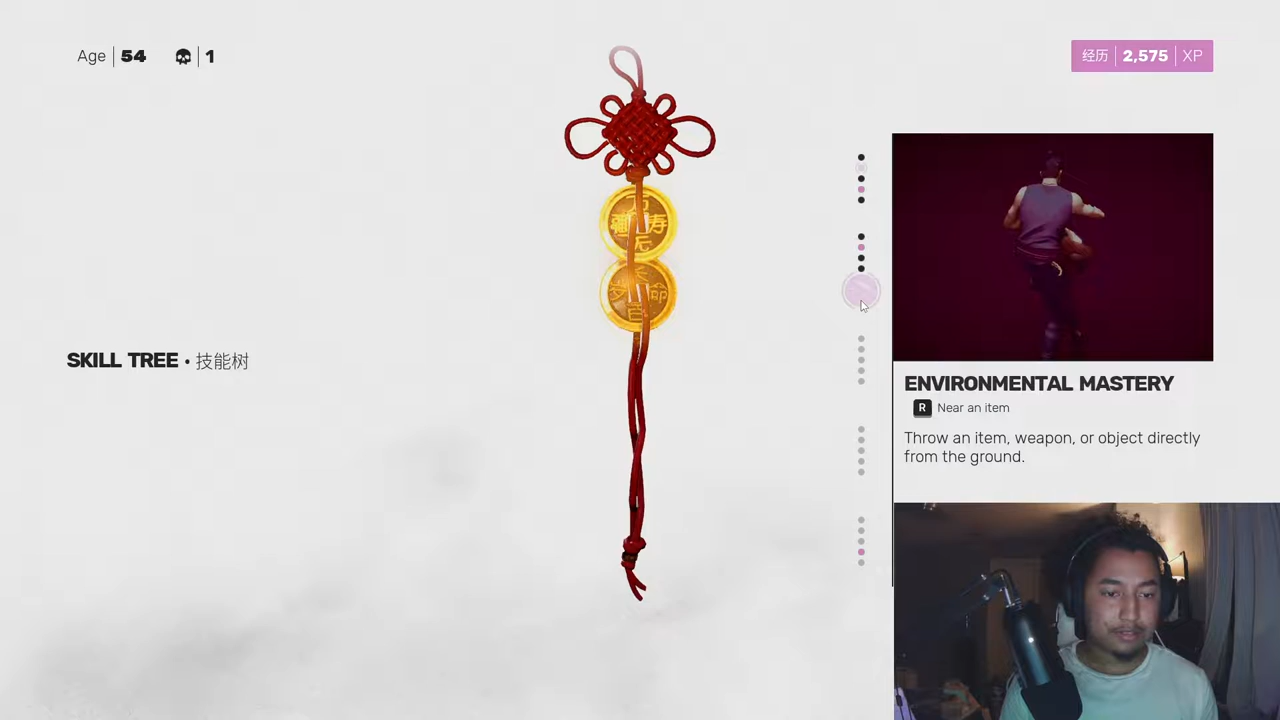 Age 54 1
经历 2,575 XP
SKILL TREE • 技能树
ENVIRONMENTAL MASTERY
R Near an item
Throw an item, weapon, or object directly
from the ground.